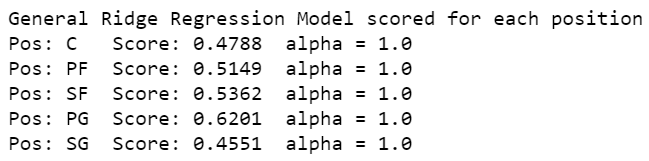 General Ridge Regression Model scored for each position
Pos: C   Score: 0.4788  alpha = 1.0
Pos: PF  Score: 0.5149  alpha = 1.0
Pos: SF  Score: 0.5362  alpha = 1.0
Pos: PG  Score: 0.6201  alpha = 1.0
Pos: SG  Score: 0.4551  alpha = 1.0